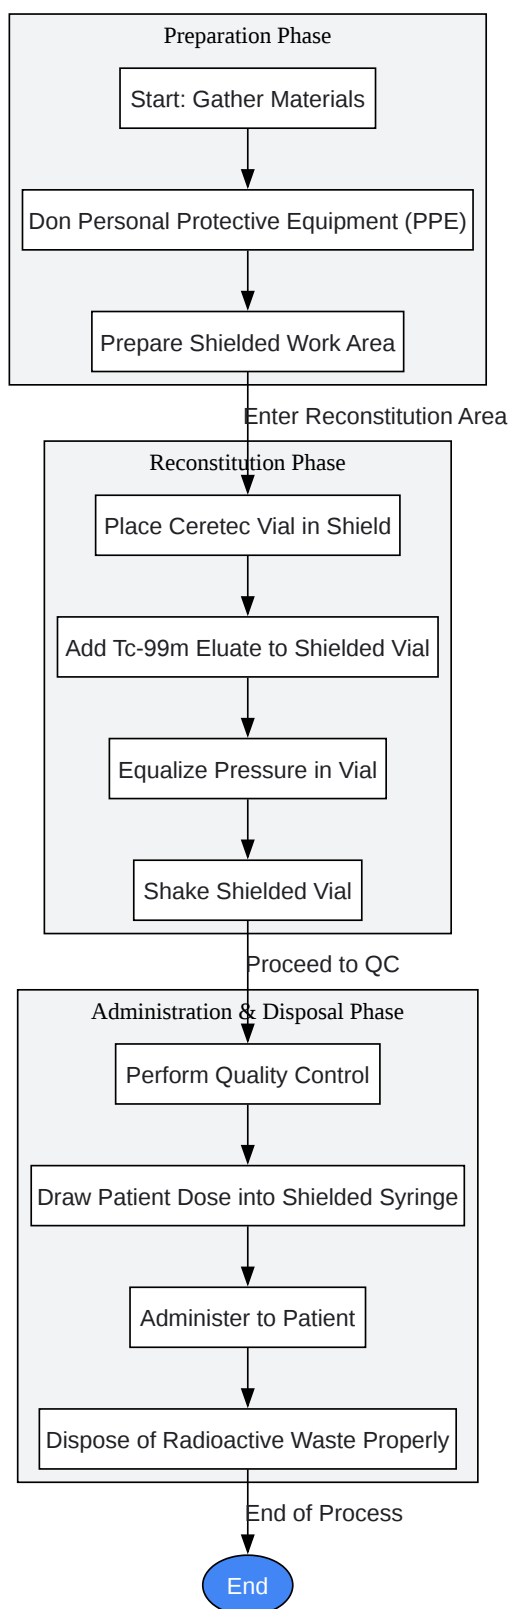 Preparation Phase
Start: Gather Materials
Don Personal Protective Equipment (PPE)
Prepare Shielded Work Area
Enter Reconstitution Area
Reconstitution Phase
Place Ceretec Vial in Shield
Add Tc-99m Eluate to Shielded Vial
Equalize Pressure in Vial
Shake Shielded Vial
Proceed to QC
Administration & Disposal Phase
Perform Quality Control
Draw Patient Dose into Shielded Syringe
Administer to Patient
Dispose of Radioactive Waste Properly
End of Process
End